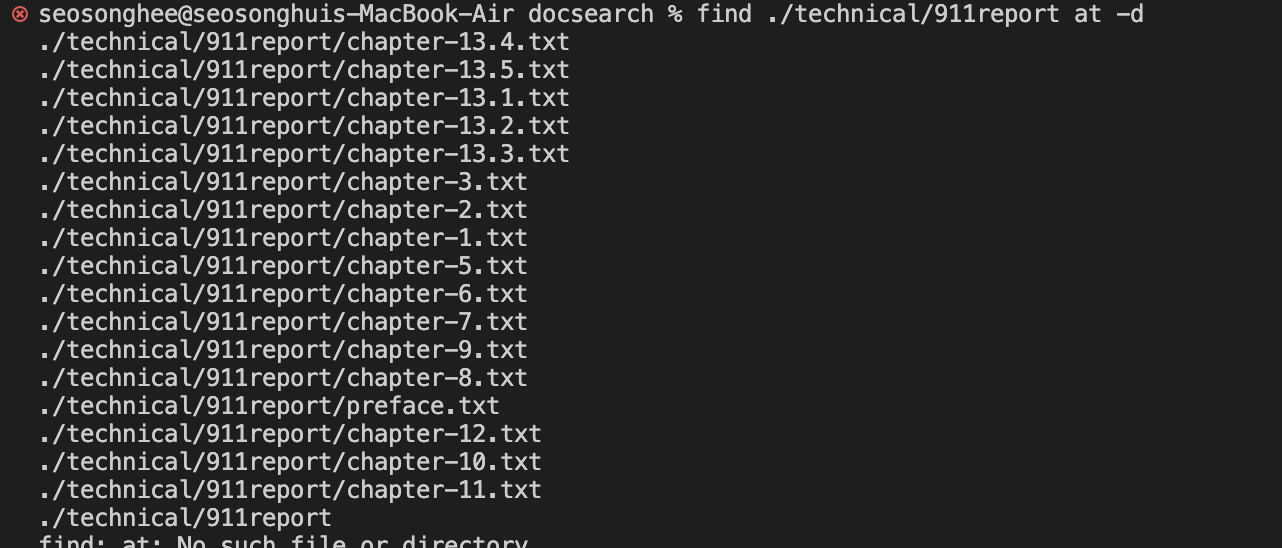 seosonghee@seosonghuis-MacBook-Air docsearch % find ./technical/911report at -d
./technical/911report/chapter-13.4.txt
./technical/911report/chapter-13.5.txt
./technical/911report/chapter-13.1.txt
./technical/911report/chapter-13.2.txt
./technical/911report/chapter-13.3.txt
./technical/911report/chapter-3.txt
./technical/911report/chapter-2.txt
./technical/911report/chapter-1.txt
./technical/911report/chapter-5.txt
./technical/911report/chapter-6.txt
./technical/911report/chapter-7.txt
./technical/911report/chapter-9.txt
./technical/911report/chapter-8.txt
./technical/911report/preface.txt
./technical/911report/chapter-12.txt
./technical/911report/chapter-10.txt
./technical/911report/chapter-11.txt
./technical/911report
find: at: No such file or directory